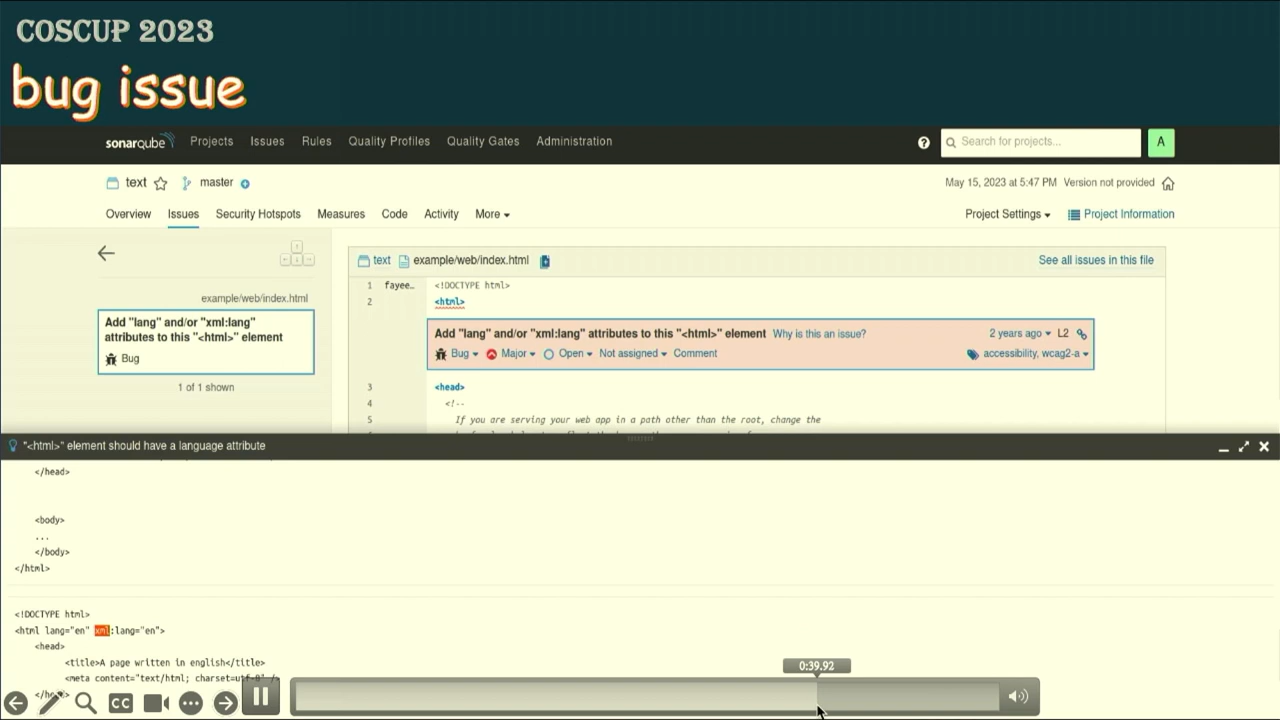 COSCUP 2023
bug issue
sonarqube Projects Issues Rules Quality Profiles Quality Gates Administration ? Search for projects... A
text master May 15, 2023 at 5:47 PM Version not provided
Overview Issues Security Hotspots Measures Code Activity More Project Settings Project Information
text example/web/index.html See all issues in this file
1 fayee… <!DOCTYPE html>
2 <html>
example/web/index.html
Add "lang" and/or "xml:lang" attributes to this "<html>" element
Bug
1 of 1 shown
Add "lang" and/or "xml:lang" attributes to this "<html>" element Why is this an issue? 2 years ago L2
Bug Major Open Not assigned Comment accessibility, wcag2-a
3 <head>
4 <!--
5 If you are serving your web app in a path other than the root, change the
"<html>" element should have a language attribute
</head>
<body>
...
</body>
</html>
<!DOCTYPE html>
<html lang="en" xml:lang="en">
<head>
<title>A page written in english</title>
<meta content="text/html; charset=utf-8" />
0:39.92
CC